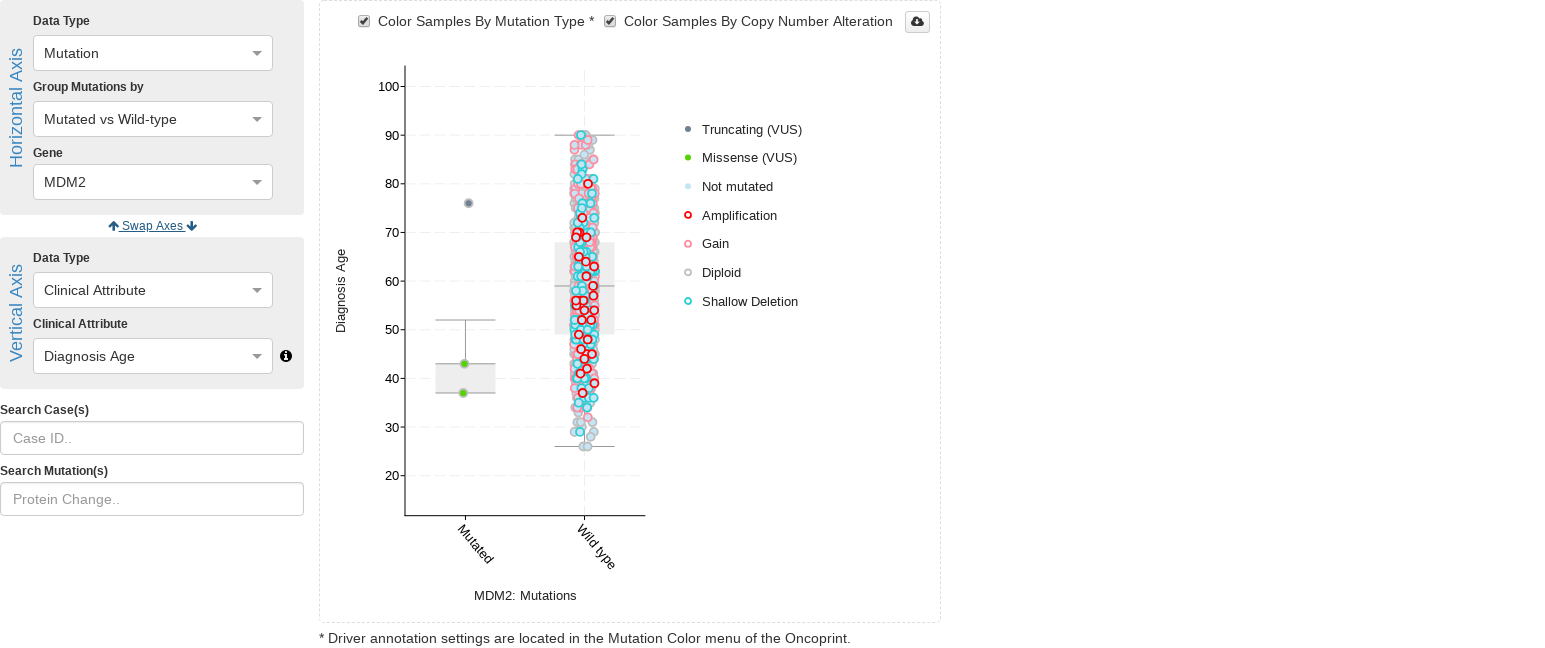 Horizontal Axis
Data Type
Mutation
Group Mutations by
Mutated vs Wild-type
Gene
MDM2
Swap Axes
Vertical Axis
Data Type
Clinical Attribute
Clinical Attribute
Diagnosis Age
Search Case(s)
Case ID..
Search Mutation(s)
Protein Change..
Color Samples By Mutation Type * Color Samples By Copy Number Alteration
Diagnosis Age
100
90
80
70
60
50
40
30
20
Mutated
Wild type
MDM2: Mutations
Truncating (VUS)
Missense (VUS)
Not mutated
Amplification
Gain
Diploid
Shallow Deletion
* Driver annotation settings are located in the Mutation Color menu of the Oncoprint.